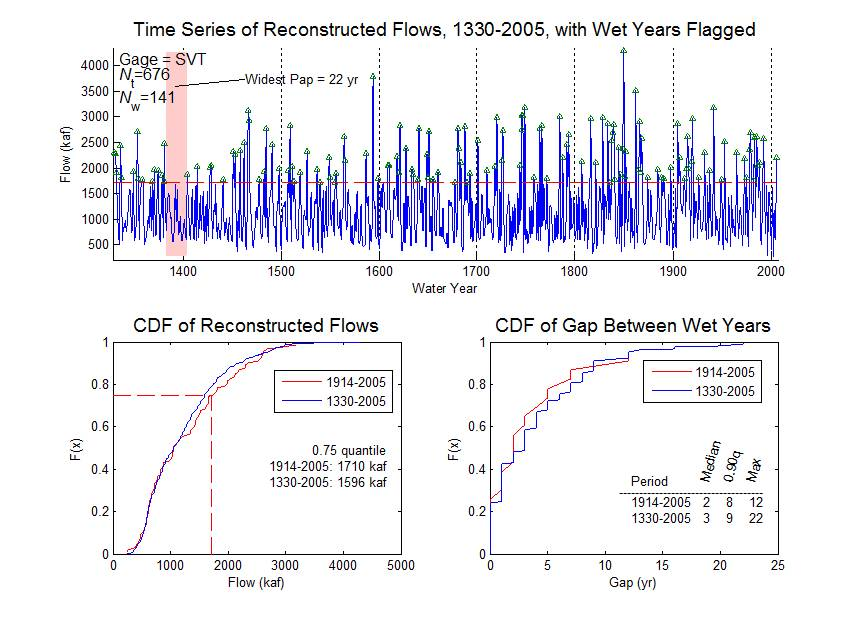 Time Series of Reconstructed Flows, 1330-2005, with Wet Years Flagged
Gage = SVT
Nt=676
Nw=141
Widest Pap = 22 yr
4000
3500
3000
2500
2000
1500
1000
500
Flow (kaf)
1400 1500 1600 1700 1800 1900 2000
Water Year
CDF of Reconstructed Flows
1
0.8
0.6
0.4
0.2
0
F(x)
1914-2005
1330-2005
0.75 quantile
1914-2005: 1710 kaf
1330-2005: 1596 kaf
0 1000 2000 3000 4000 5000
Flow (kaf)
CDF of Gap Between Wet Years
1
0.8
0.6
0.4
0.2
0
F(x)
1914-2005
1330-2005
Period Median 0.90q Max
1914-2005 2 8 12
1330-2005 3 9 22
0 5 10 15 20 25
Gap (yr)